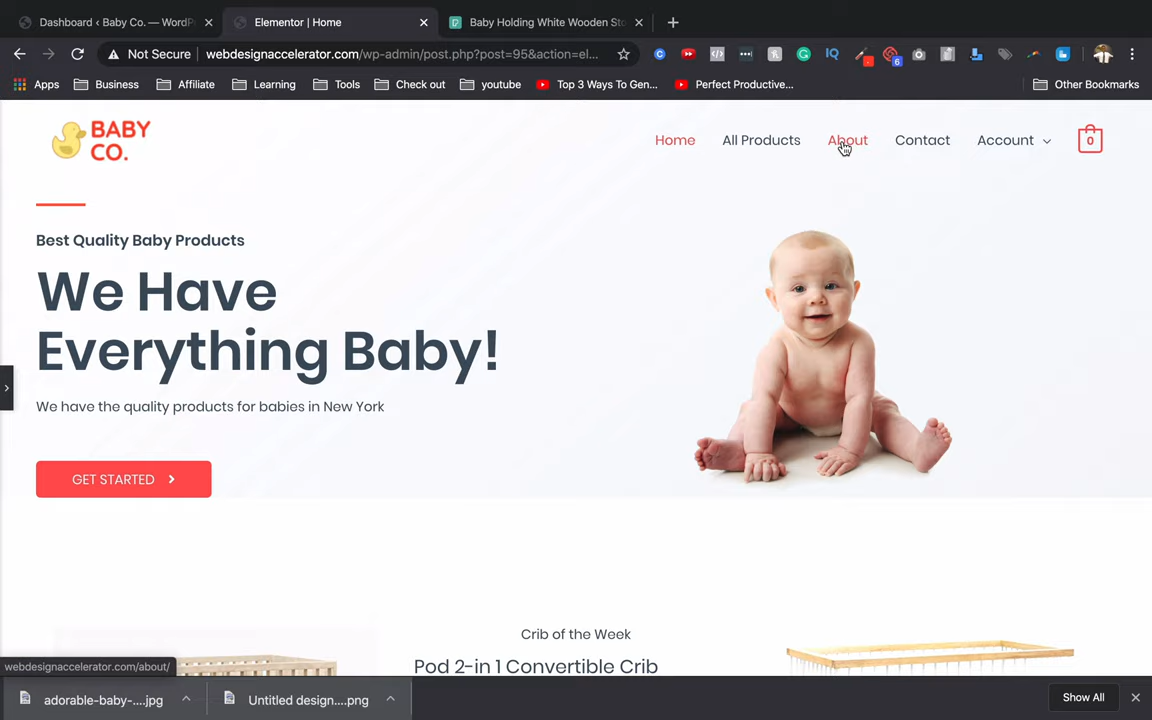 Dashboard ‹ Baby Co. — WordP
Elementor | Home
Baby Holding White Wooden Sto
Not Secure
webdesignaccelerator.com/wp-admin/post.php?post=95&action=el...
6
Apps
Business
Affiliate
Learning
Tools
Check out
youtube
Top 3 Ways To Gen...
Perfect Productive...
Other Bookmarks
BABY
CO.
Home
All Products
About
Contact
Account
0
Best Quality Baby Products
We Have
Everything Baby!
We have the quality products for babies in New York
GET STARTED
Crib of the Week
Pod 2-in 1 Convertible Crib
webdesignaccelerator.com/about/
adorable-baby-....jpg
Untitled design....png
Show All